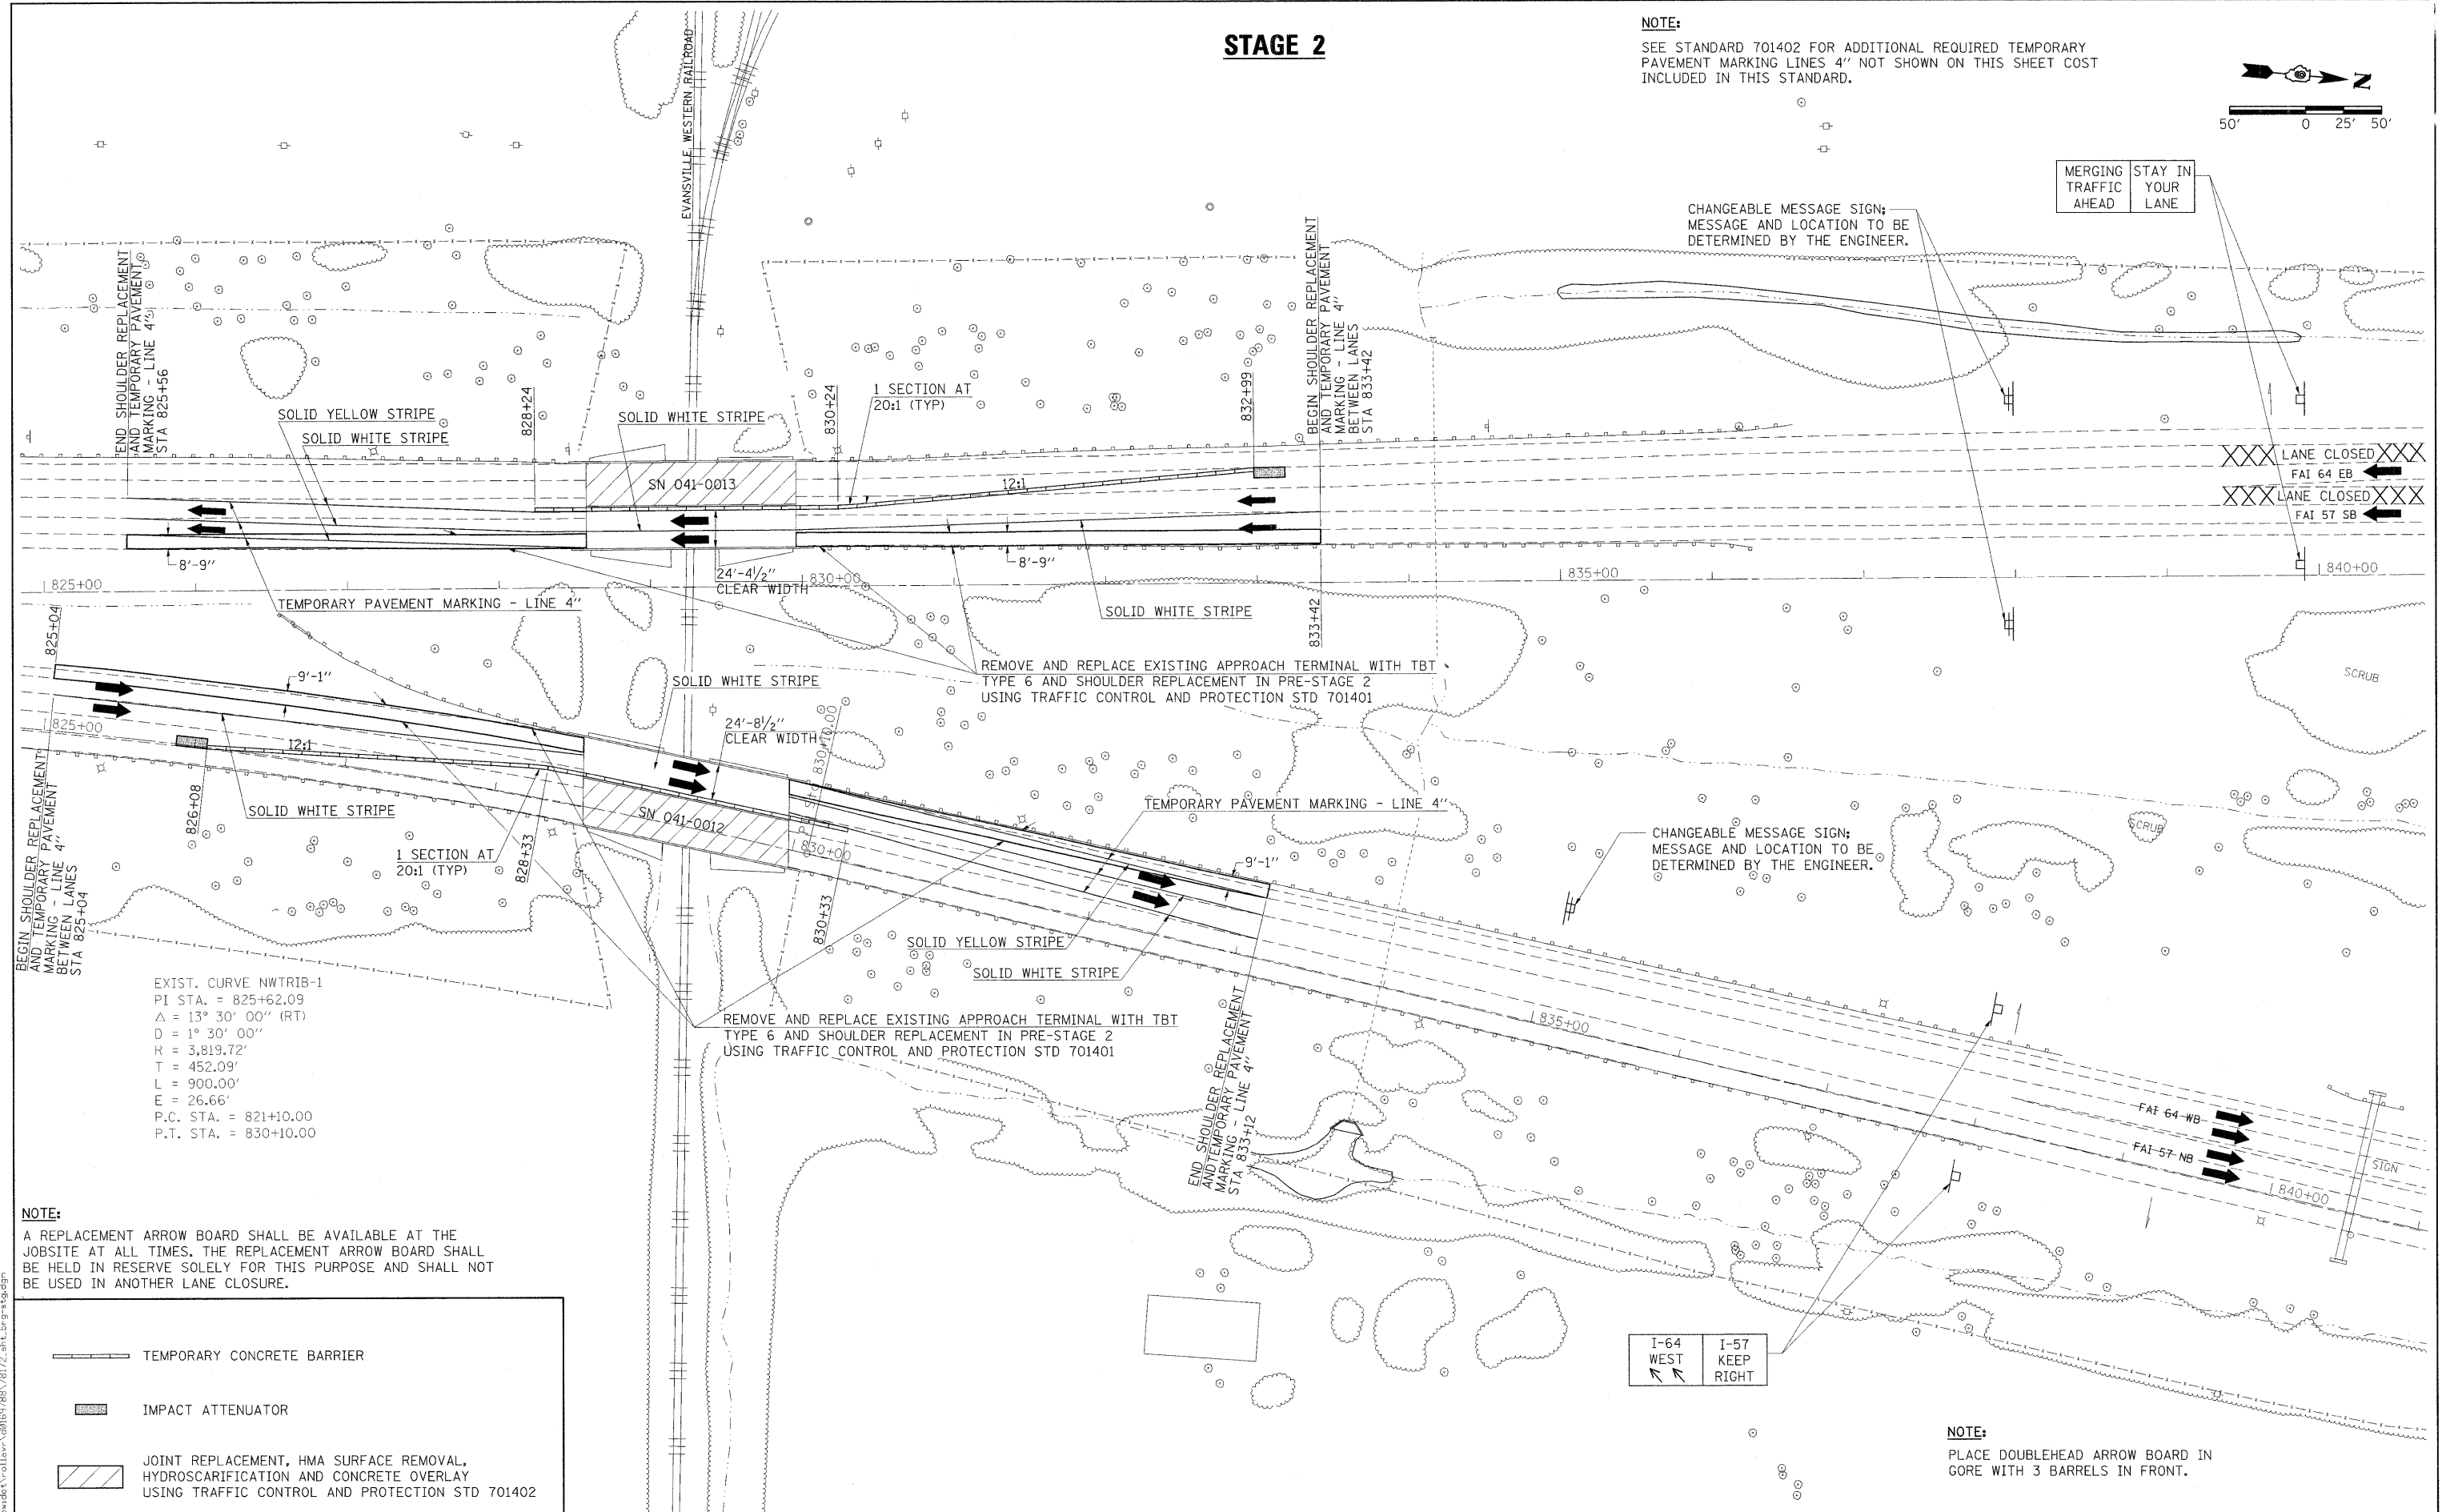 STAGE 2
NOTE:
SEE STANDARD 701402 FOR ADDITIONAL REQUIRED TEMPORARY
PAVEMENT MARKING LINES 4" NOT SHOWN ON THIS SHEET COST
INCLUDED IN THIS STANDARD.
N
50' 0 25' 50'
EVANSVILLE WESTERN RAILROAD
MERGING
TRAFFIC
AHEAD
STAY IN
YOUR
LANE
CHANGEABLE MESSAGE SIGN;
MESSAGE AND LOCATION TO BE
DETERMINED BY THE ENGINEER.
END SHOULDER REPLACEMENT
AND TEMPORARY PAVEMENT
MARKING - LINE 4"
STA 825+56
SOLID YELLOW STRIPE
SOLID WHITE STRIPE
828+24
SOLID WHITE STRIPE
830+24
1 SECTION AT
20:1 (TYP)
832+99
BEGIN SHOULDER REPLACEMENT
AND TEMPORARY PAVEMENT
MARKING - LINE 4"
BETWEEN LANES
STA 833+42
SN 041-0013
12:1
XXX LANE CLOSED XXX
FAI 64 EB
XXX LANE CLOSED XXX
FAI 57 SB
8'-9"
24'-4 1/2"
CLEAR WIDTH
8'-9"
825+00
830+00
835+00
840+00
TEMPORARY PAVEMENT MARKING - LINE 4"
SOLID WHITE STRIPE
833+42
825+04
9'-1"
SOLID WHITE STRIPE
REMOVE AND REPLACE EXISTING APPROACH TERMINAL WITH TBT
TYPE 6 AND SHOULDER REPLACEMENT IN PRE-STAGE 2
USING TRAFFIC CONTROL AND PROTECTION STD 701401
SCRUB
825+00
12:1
24'-8 1/2"
CLEAR WIDTH
830+10.00
826+08
SOLID WHITE STRIPE
1 SECTION AT
20:1 (TYP)
828+33
SN 041-0012
830+00
830+33
TEMPORARY PAVEMENT MARKING - LINE 4"
9'-1"
SCRUB
CHANGEABLE MESSAGE SIGN;
MESSAGE AND LOCATION TO BE
DETERMINED BY THE ENGINEER.
BEGIN SHOULDER REPLACEMENT
AND TEMPORARY PAVEMENT
MARKING - LINE 4"
BETWEEN LANES
STA 825+04
SOLID YELLOW STRIPE
SOLID WHITE STRIPE
EXIST. CURVE NWTRIB-1
PI STA. = 825+62.09
Δ = 13° 30' 00" (RT)
D = 1° 30' 00"
R = 3,819.72'
T = 452.09'
L = 900.00'
E = 26.66'
P.C. STA. = 821+10.00
P.T. STA. = 830+10.00
REMOVE AND REPLACE EXISTING APPROACH TERMINAL WITH TBT
TYPE 6 AND SHOULDER REPLACEMENT IN PRE-STAGE 2
USING TRAFFIC CONTROL AND PROTECTION STD 701401
END SHOULDER REPLACEMENT
ANDTEMPORARY PAVEMENT
MARKING - LINE 4"
STA 833+12
835+00
FAI 64 WB
FAI 57 NB
SIGN
840+00
NOTE:
A REPLACEMENT ARROW BOARD SHALL BE AVAILABLE AT THE
JOBSITE AT ALL TIMES. THE REPLACEMENT ARROW BOARD SHALL
BE HELD IN RESERVE SOLELY FOR THIS PURPOSE AND SHALL NOT
BE USED IN ANOTHER LANE CLOSURE.
TEMPORARY CONCRETE BARRIER
IMPACT ATTENUATOR
JOINT REPLACEMENT, HMA SURFACE REMOVAL,
HYDROSCARIFICATION AND CONCRETE OVERLAY
USING TRAFFIC CONTROL AND PROTECTION STD 701402
I-64
WEST
I-57
KEEP
RIGHT
NOTE:
PLACE DOUBLEHEAD ARROW BOARD IN
GORE WITH 3 BARRELS IN FRONT.